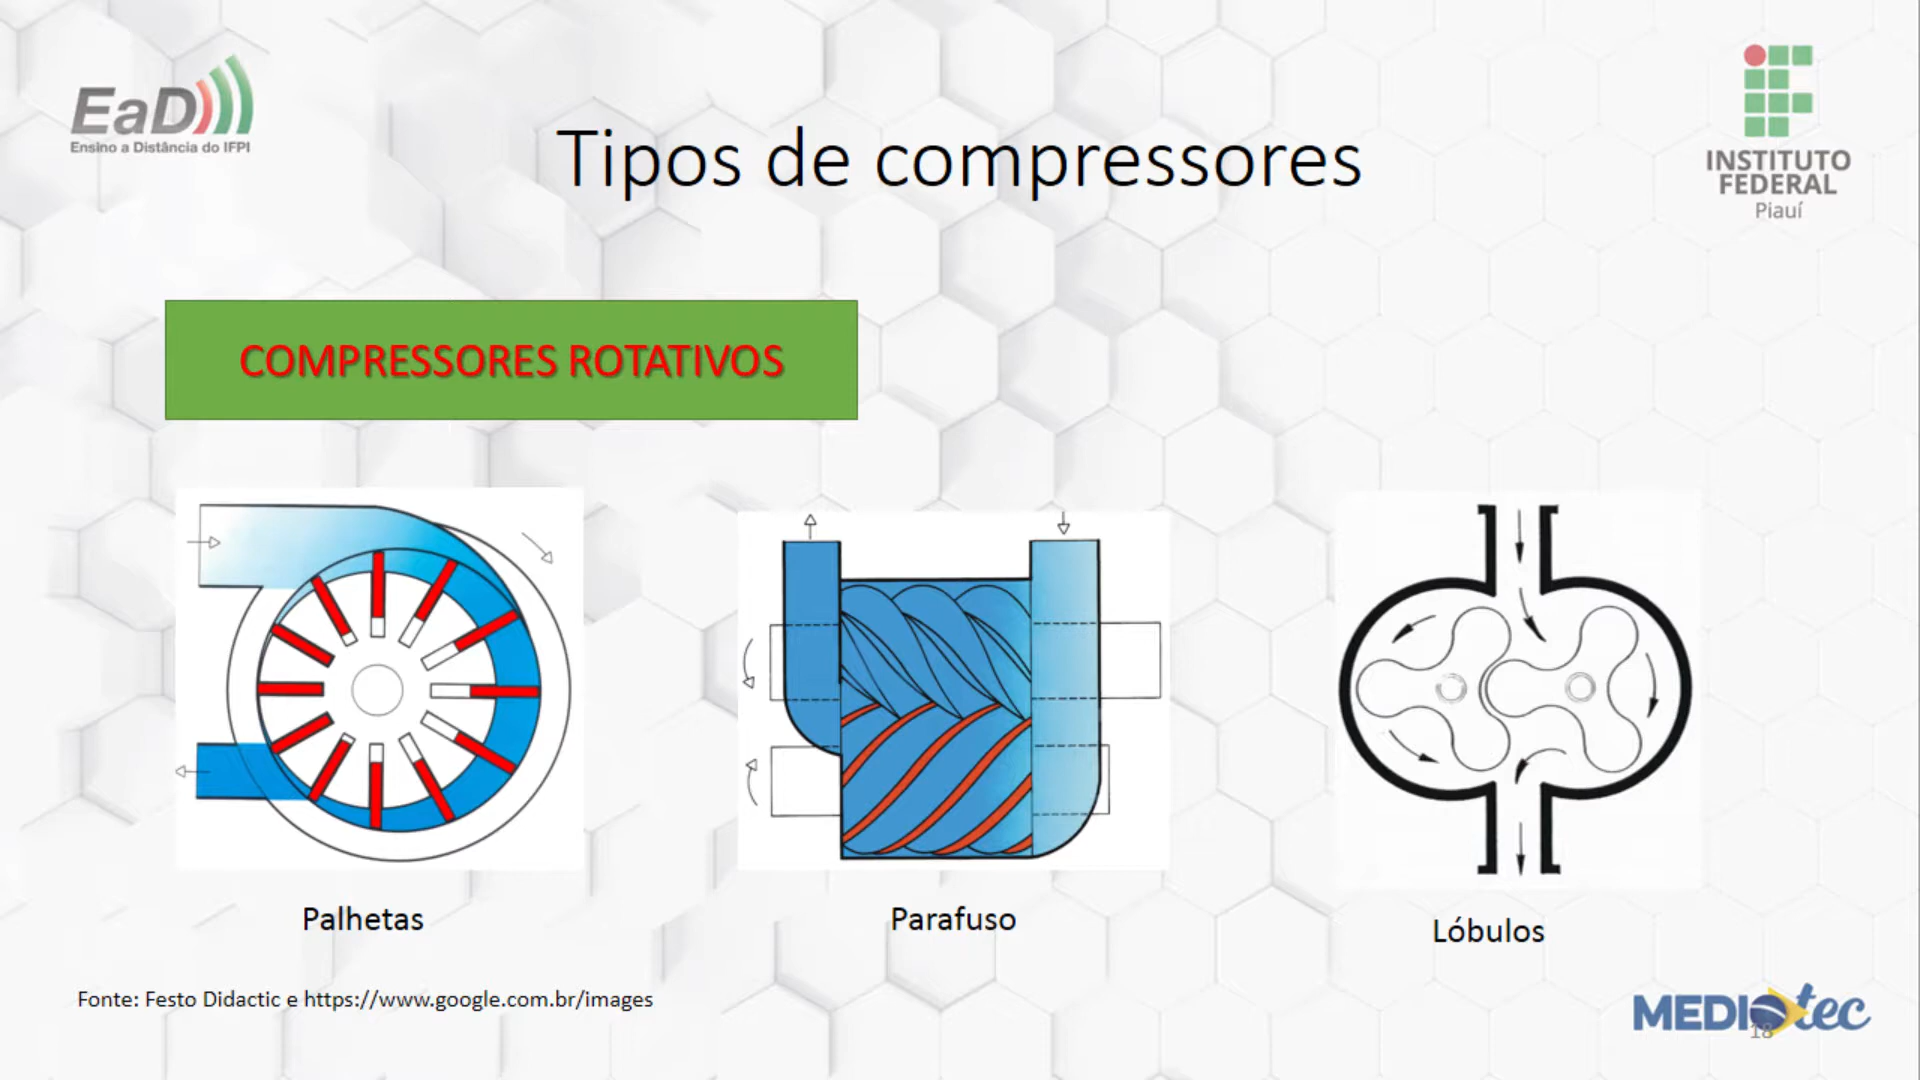 EaD
Ensino a Distância do IFPI
Tipos de compressores
INSTITUTO
FEDERAL
Piauí
COMPRESSORES ROTATIVOS
Palhetas
Parafuso
Lóbulos
Fonte: Festo Didactic e https://www.google.com.br/images
MEDIOtec
18